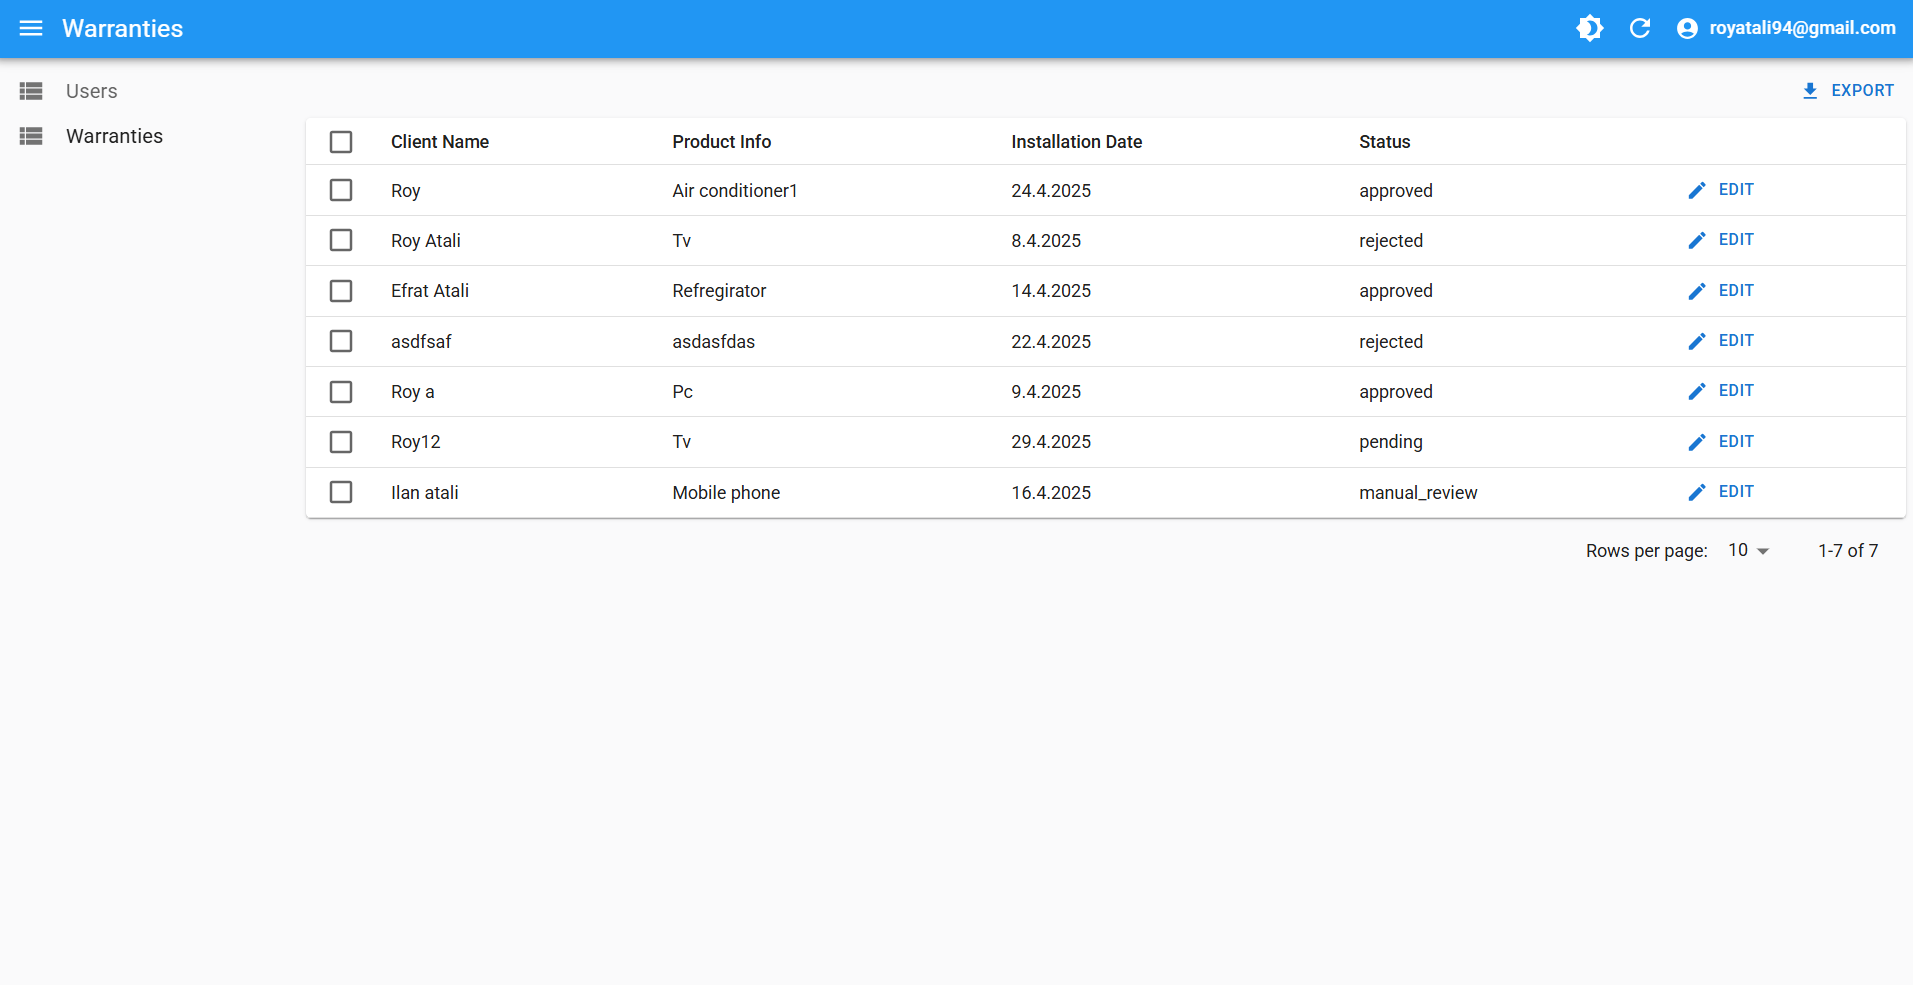 Warranties
royatali94@gmail.com
Users
Warranties
EXPORT
Client Name Product Info Installation Date Status
Roy Air conditioner1 24.4.2025 approved EDIT
Roy Atali Tv 8.4.2025 rejected EDIT
Efrat Atali Refregirator 14.4.2025 approved EDIT
asdfsaf asdasfdas 22.4.2025 rejected EDIT
Roy a Pc 9.4.2025 approved EDIT
Roy12 Tv 29.4.2025 pending EDIT
Ilan atali Mobile phone 16.4.2025 manual_review EDIT
Rows per page: 10 1-7 of 7